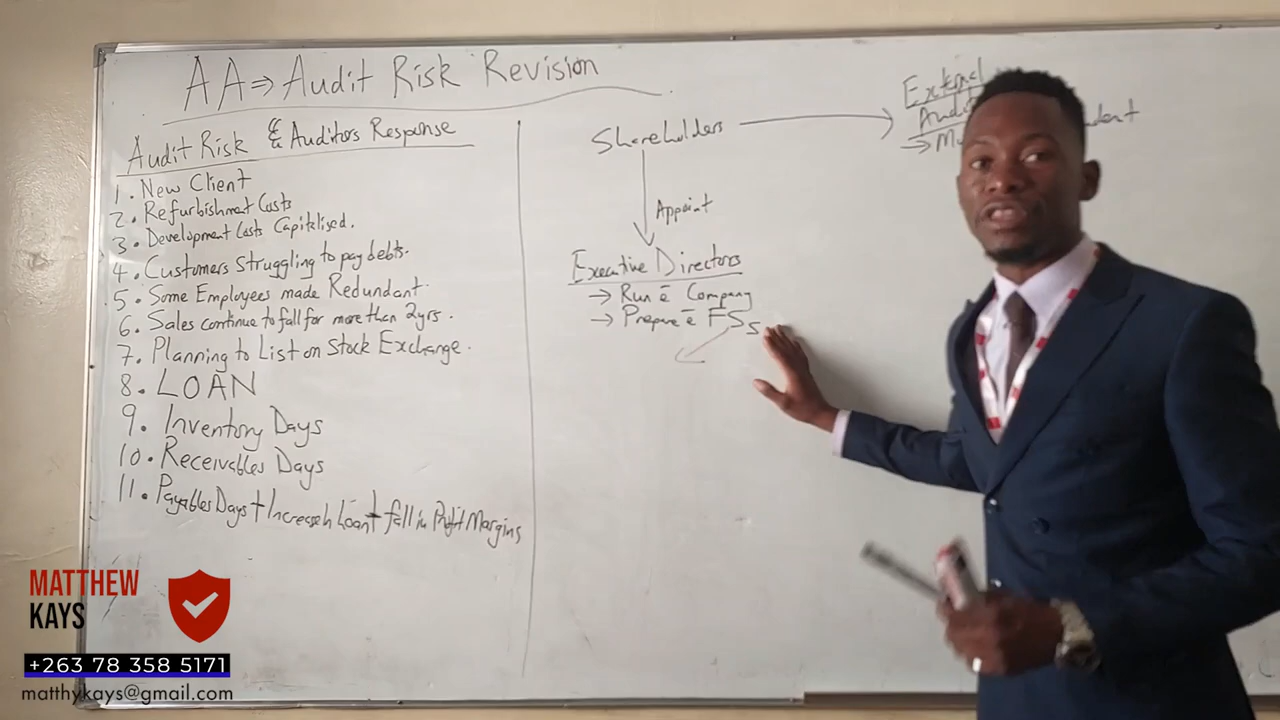 AA⇒Audit Risk Revision
Audit Risk & Auditors Response
1. New Client
2. Refurbishment Costs
3. Development Costs Capitalised.
4. Customers struggling to pay debts.
5. Some Employees made Redundant.
6. Sales continue to fall for more than 2yrs.
7. Planning to List on Stock Exchange.
8. LOAN
9. Inventory Days
10. Receivables Days
11. Payables Days + Increase in Loan + fall in Profit Margins
Shareholders
Appoint
Executive Directors
→ Run ē Company
→ Prepare ē FSs
External
MATTHEW
KAYS
+263 78 358 5171
matthykays@gmail.com